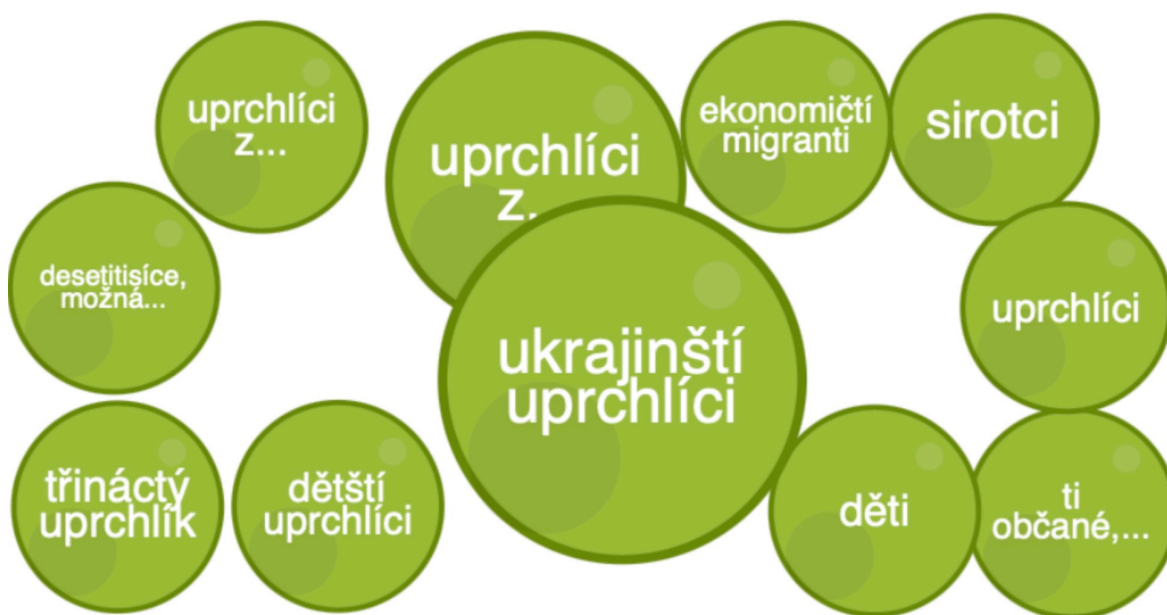 uprchlíci
z...
uprchlíci
z..
ekonomičtí
migranti
sirotci
desetitisíce,
možná...
uprchlíci
ukrajinští
uprchlíci
třináctý
uprchlík
dětští
uprchlíci
děti
ti
občané,...